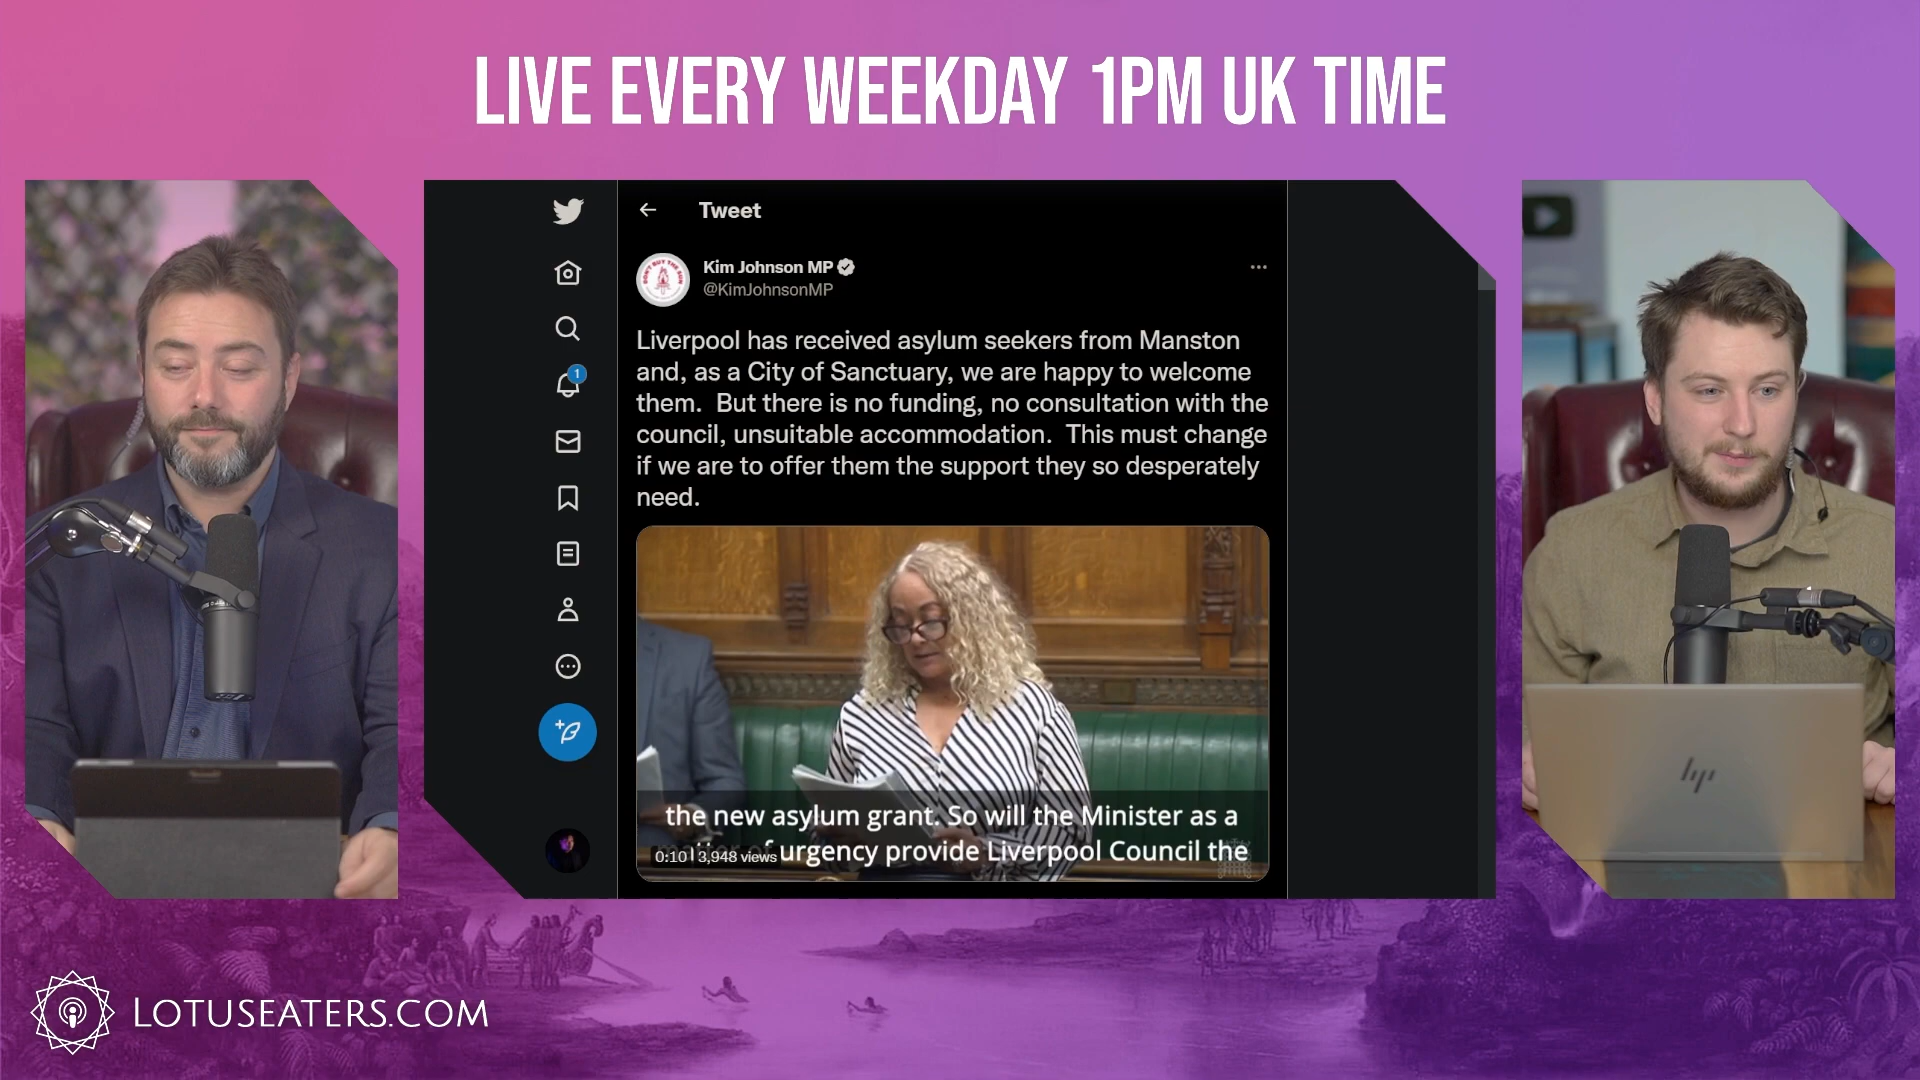 LIVE EVERY WEEKDAY 1PM UK TIME
Tweet
Kim Johnson MP
@KimJohnsonMP
Liverpool has received asylum seekers from Manston
and, as a City of Sanctuary, we are happy to welcome
them.  But there is no funding, no consultation with the
council, unsuitable accommodation.  This must change
if we are to offer them the support they so desperately
need.
1
the new asylum grant. So will the Minister as a
matter of urgency provide Liverpool Council the
0:10 3,948 views
hp
LOTUSEATERS.COM